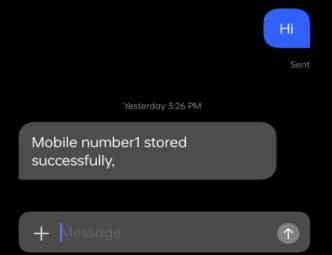 Hi
Sent
Yesterday 3:26 PM
Mobile number1 stored
successfully,
Message